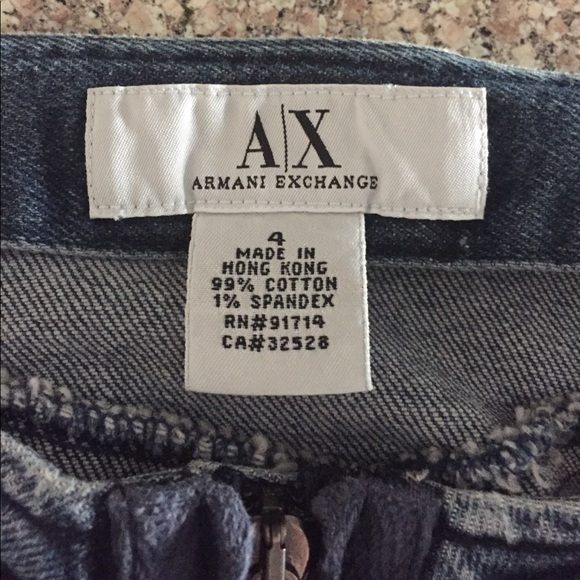 A|X
ARMANI EXCHANGE
4
MADE IN
HONG KONG
99% COTTON
1% SPANDEX
RN#91714
CA#32528